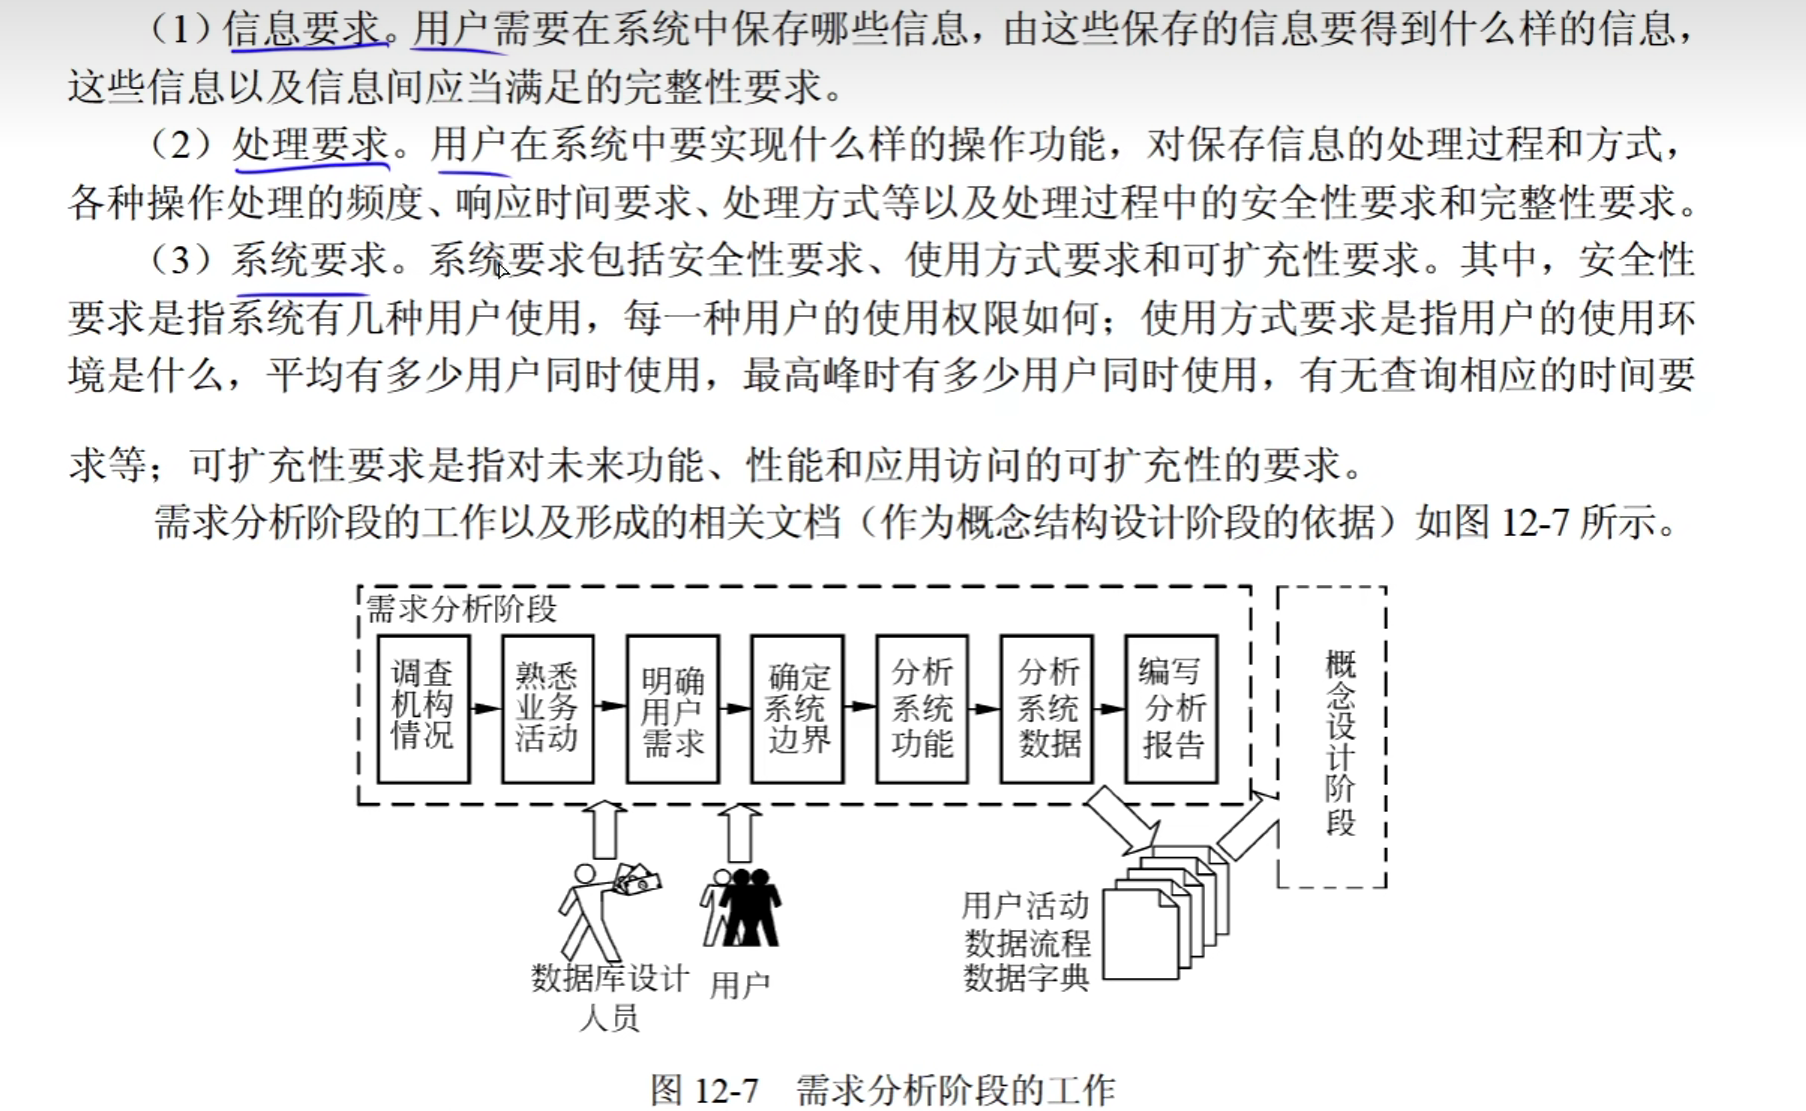 （1）信息要求。用户需要在系统中保存哪些信息，由这些保存的信息要得到什么样的信息，
这些信息以及信息间应当满足的完整性要求。
（2）处理要求。用户在系统中要实现什么样的操作功能，对保存信息的处理过程和方式，
各种操作处理的频度、响应时间要求、处理方式等以及处理过程中的安全性要求和完整性要求。
（3）系统要求。系统要求包括安全性要求、使用方式要求和可扩充性要求。其中，安全性
要求是指系统有几种用户使用，每一种用户的使用权限如何；使用方式要求是指用户的使用环
境是什么，平均有多少用户同时使用，最高峰时有多少用户同时使用，有无查询相应的时间要
求等；可扩充性要求是指对未来功能、性能和应用访问的可扩充性的要求。
需求分析阶段的工作以及形成的相关文档（作为概念结构设计阶段的依据）如图 12-7 所示。
需求分析阶段
调查
机构
情况
熟悉
业务
活动
明确
用户
需求
确定
系统
边界
分析
系统
功能
分析
系统
数据
编写
分析
报告
概
念
设
计
阶
段
数据库设计
人员
用户
用户活动
数据流程
数据字典
图 12-7 需求分析阶段的工作